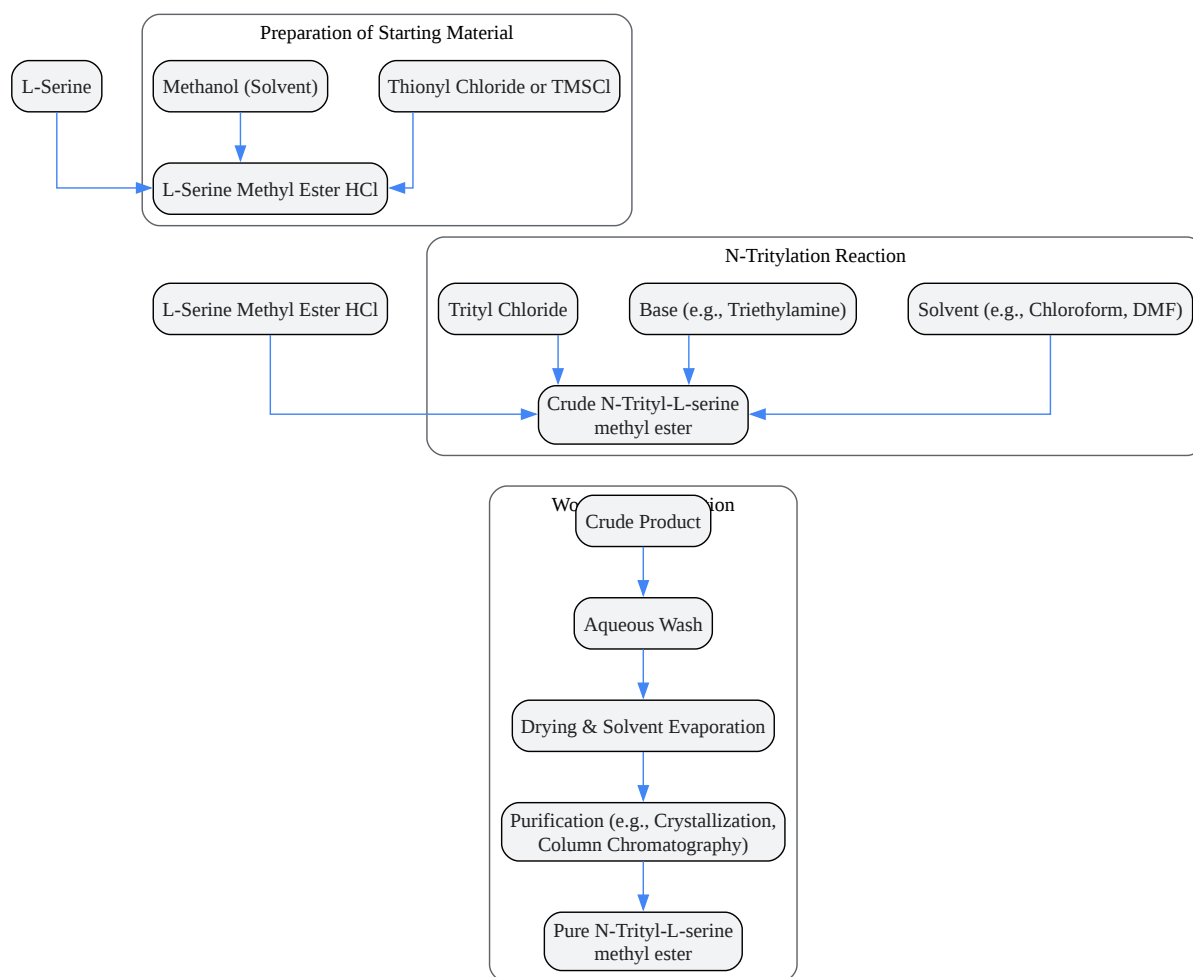 Preparation of Starting Material
L-Serine
Methanol (Solvent)
Thionyl Chloride or TMSCl
L-Serine Methyl Ester HCl
N-Tritylation Reaction
L-Serine Methyl Ester HCl
Trityl Chloride
Base (e.g., Triethylamine)
Solvent (e.g., Chloroform, DMF)
Crude N-Trityl-L-serine
methyl ester
Crude Product
Aqueous Wash
Drying & Solvent Evaporation
Purification (e.g., Crystallization,
Column Chromatography)
Pure N-Trityl-L-serine
methyl ester